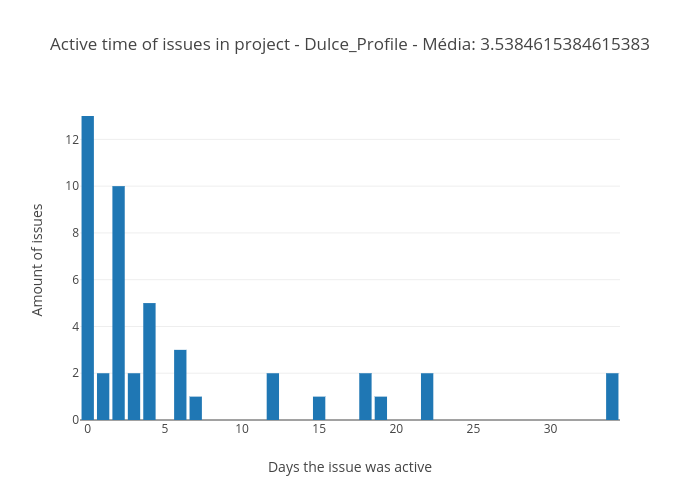 Active time of issues in project - Dulce_Profile - Média: 3.5384615384615383
12
10
8
6
4
2
0
Amount of issues
0 5 10 15 20 25 30
Days the issue was active